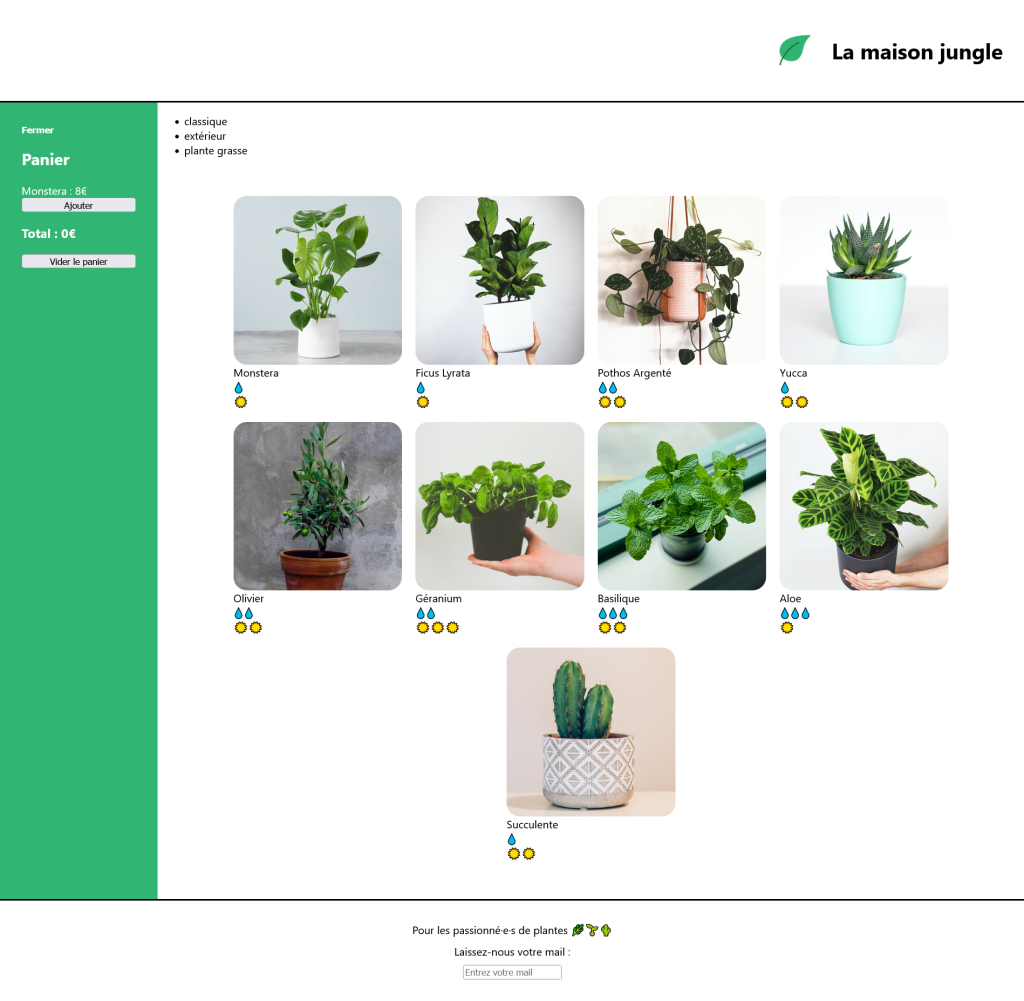 La maison jungle
Fermer
Panier
Monstera : 8€
Ajouter
Total : 0€
Vider le panier
classique
extérieur
plante grasse
Monstera
Ficus Lyrata
Pothos Argenté
Yucca
Olivier
Géranium
Basilique
Aloe
Succulente
Pour les passionné·e·s de plantes
Laissez-nous votre mail :
Entrez votre mail